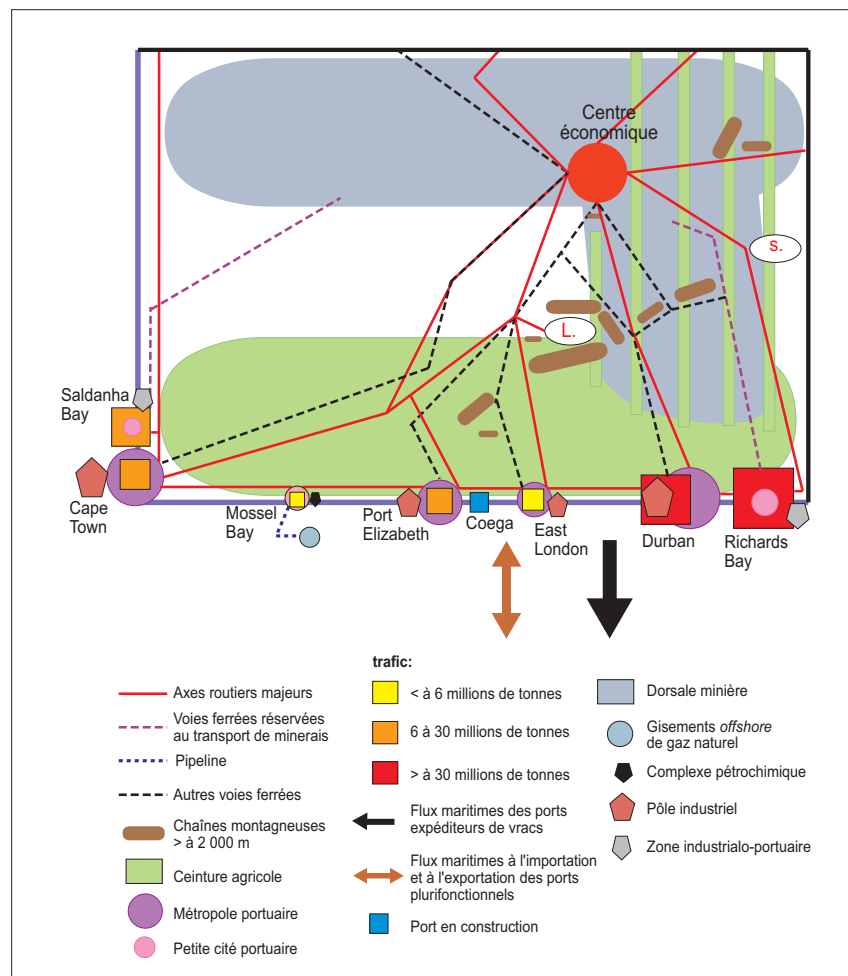 Centre
économique
s.
L.
Saldanha
Bay
Cape
Town
Mossel
Bay
Port
Elizabeth
Coega
East
London
Durban
Richards
Bay
Axes routiers majeurs
Voies ferrées réservées
au transport de minerais
Pipeline
Autres voies ferrées
Chaînes montagneuses
> à 2 000 m
Ceinture agricole
Métropole portuaire
Petite cité portuaire
trafic:
< à 6 millions de tonnes
6 à 30 millions de tonnes
> à 30 millions de tonnes
Flux maritimes des ports
expéditeurs de vracs
Flux maritimes à l'importation
et à l'exportation des ports
plurifonctionnels
Port en construction
Dorsale minière
Gisements offshore
de gaz naturel
Complexe pétrochimique
Pôle industriel
Zone industrialo-portuaire